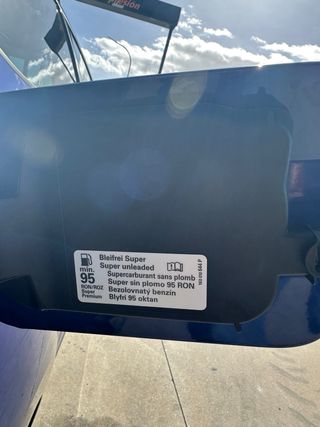 min.
95
RON/ROZ
Super
Premium
Bleifrei Super
Super unleaded
Supercarburant sans plomb
Super sin plomo 95 RON
Bezolovnatý benzín
Blyfri 95 oktan